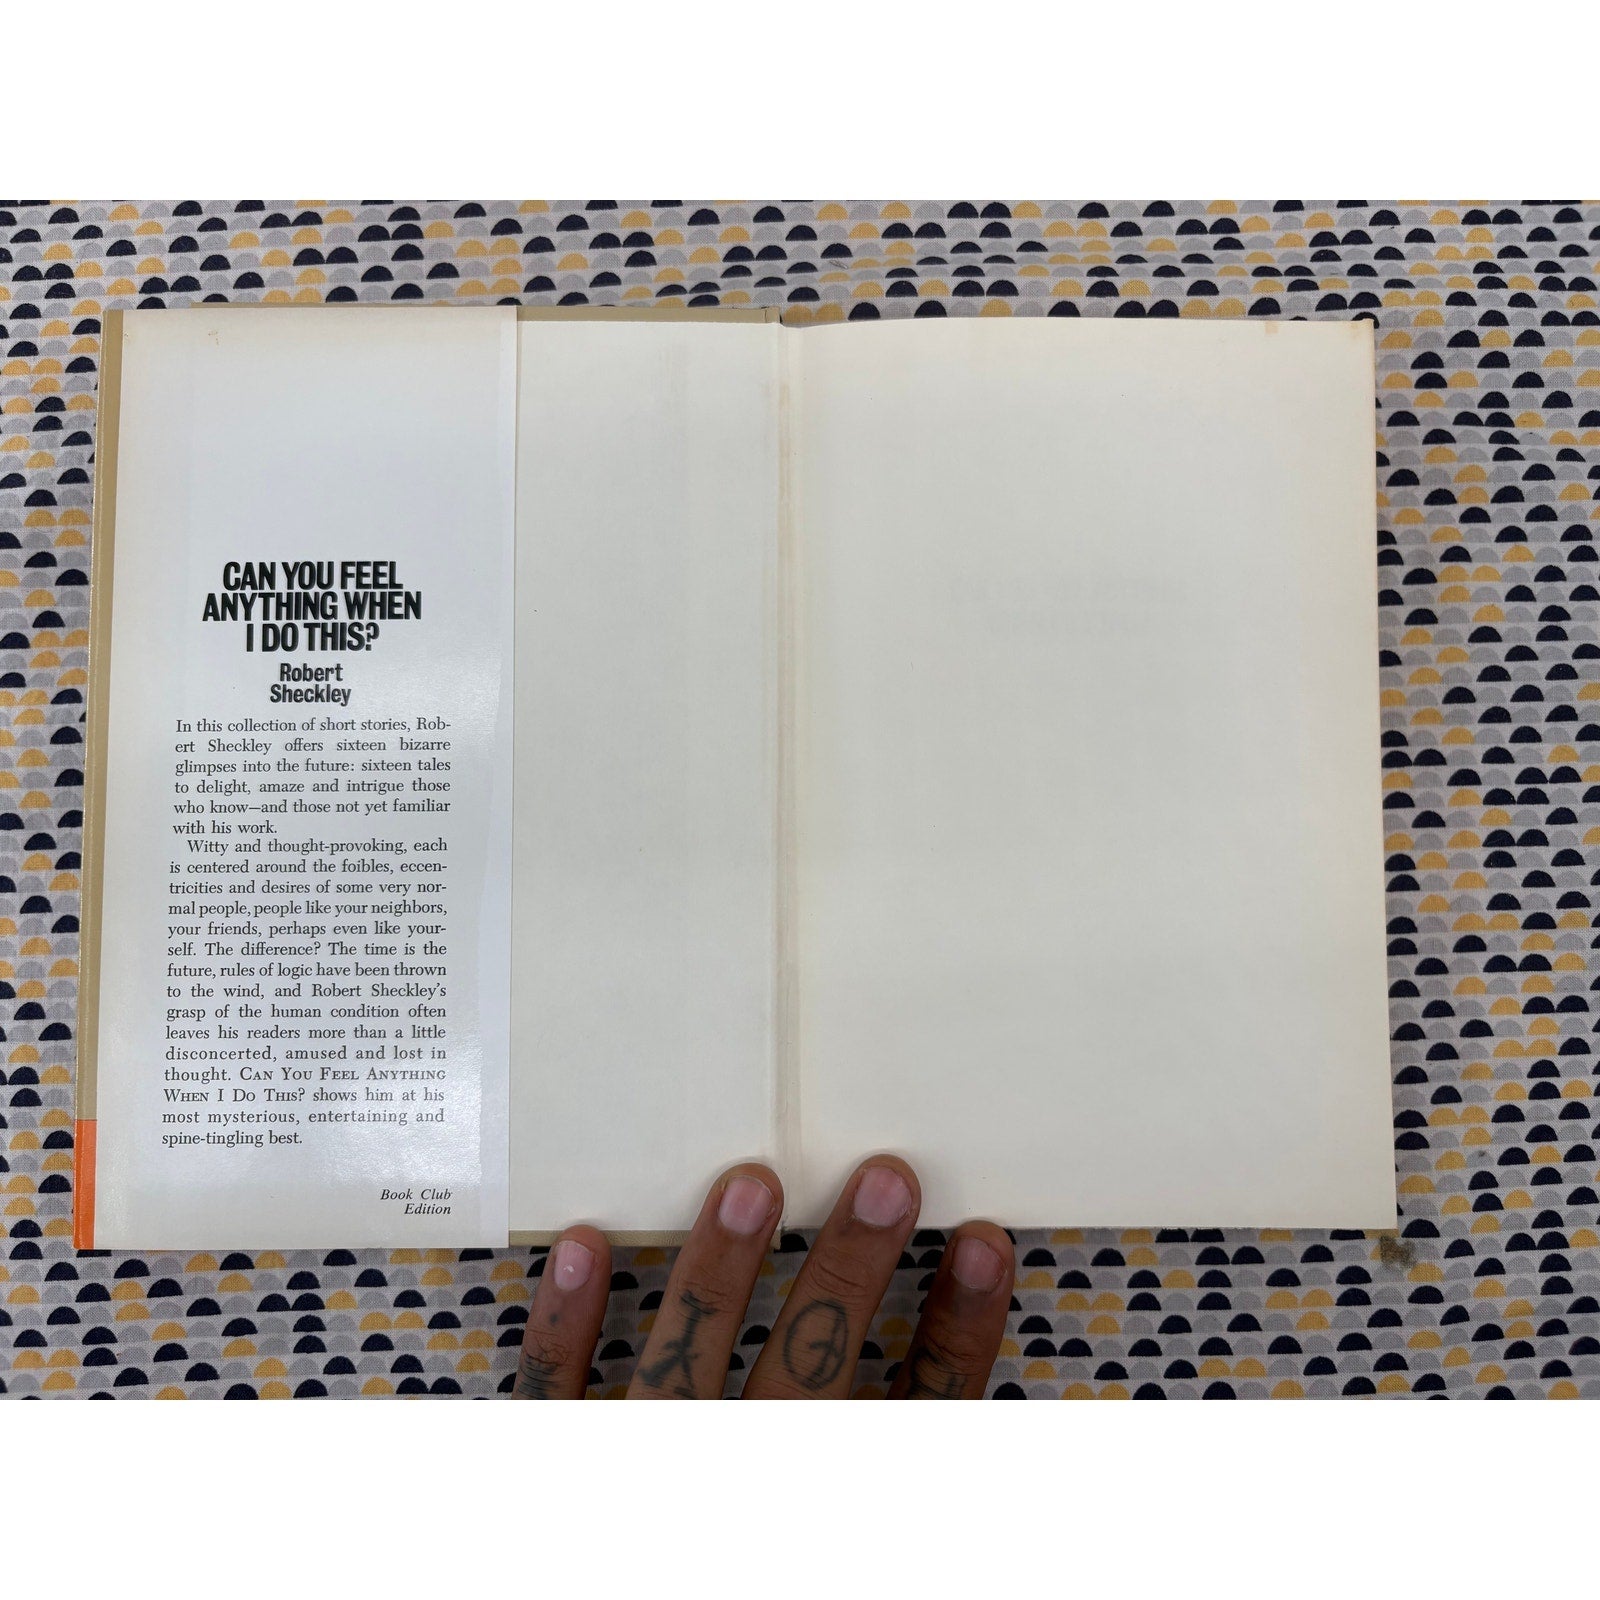 CAN YOU FEEL
ANYTHING WHEN
I DO THIS?
Robert
Sheckley
In this collection of short stories, Rob-
ert Sheckley offers sixteen bizarre
glimpses into the future: sixteen tales
to delight, amaze and intrigue those
who know—and those not yet familiar
with his work.
Witty and thought-provoking, each
is centered around the foibles, eccen-
tricities and desires of some very nor-
mal people, people like your neighbors,
your friends, perhaps even like your-
self. The difference? The time is the
future, rules of logic have been thrown
to the wind, and Robert Sheckley's
grasp of the human condition often
leaves his readers more than a little
disconcerted, amused and lost in
thought. CAN YOU FEEL ANYTHING
WHEN I DO THIS? shows him at his
most mysterious, entertaining and
spine-tingling best.
Book Club
Edition